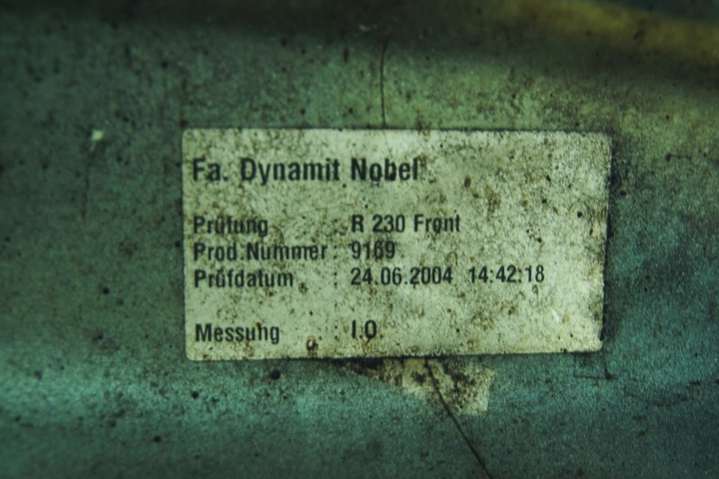 Fa. Dynamit Nobel
Prüfung : R 230 Front
Prod.Nummer : 9169
Prüfdatum : 24.06.2004 14:42:18
Messung : I.O